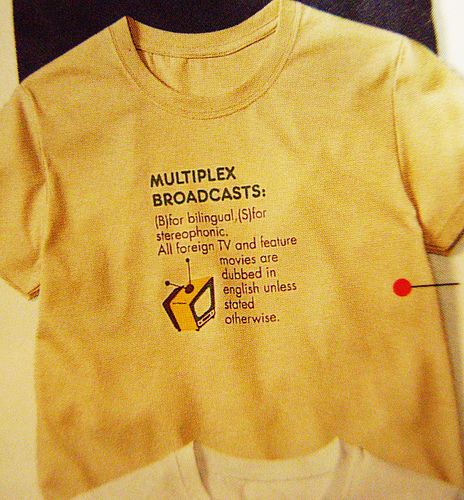 MULTIPLEX
BROADCASTS:
(B)for bilingual,(S)for
stereophonic.
All foreign TV and feature
movies are
dubbed in
english unless
stated
otherwise.